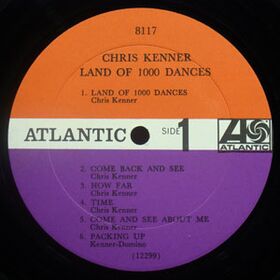 8117
CHRIS KENNER
LAND OF 1000 DANCES
1. LAND OF 1000 DANCES
Chris Kenner
ATLANTIC SIDE 1 ATLANTIC
2. COME BACK AND SEE
Chris Kenner
3. HOW FAR
Chris Kenner
4. TIME
Chris Kenner
5. COME AND SEE ABOUT ME
Chris Kenner
6. PACKING UP
Kenner-Domino
(12299)